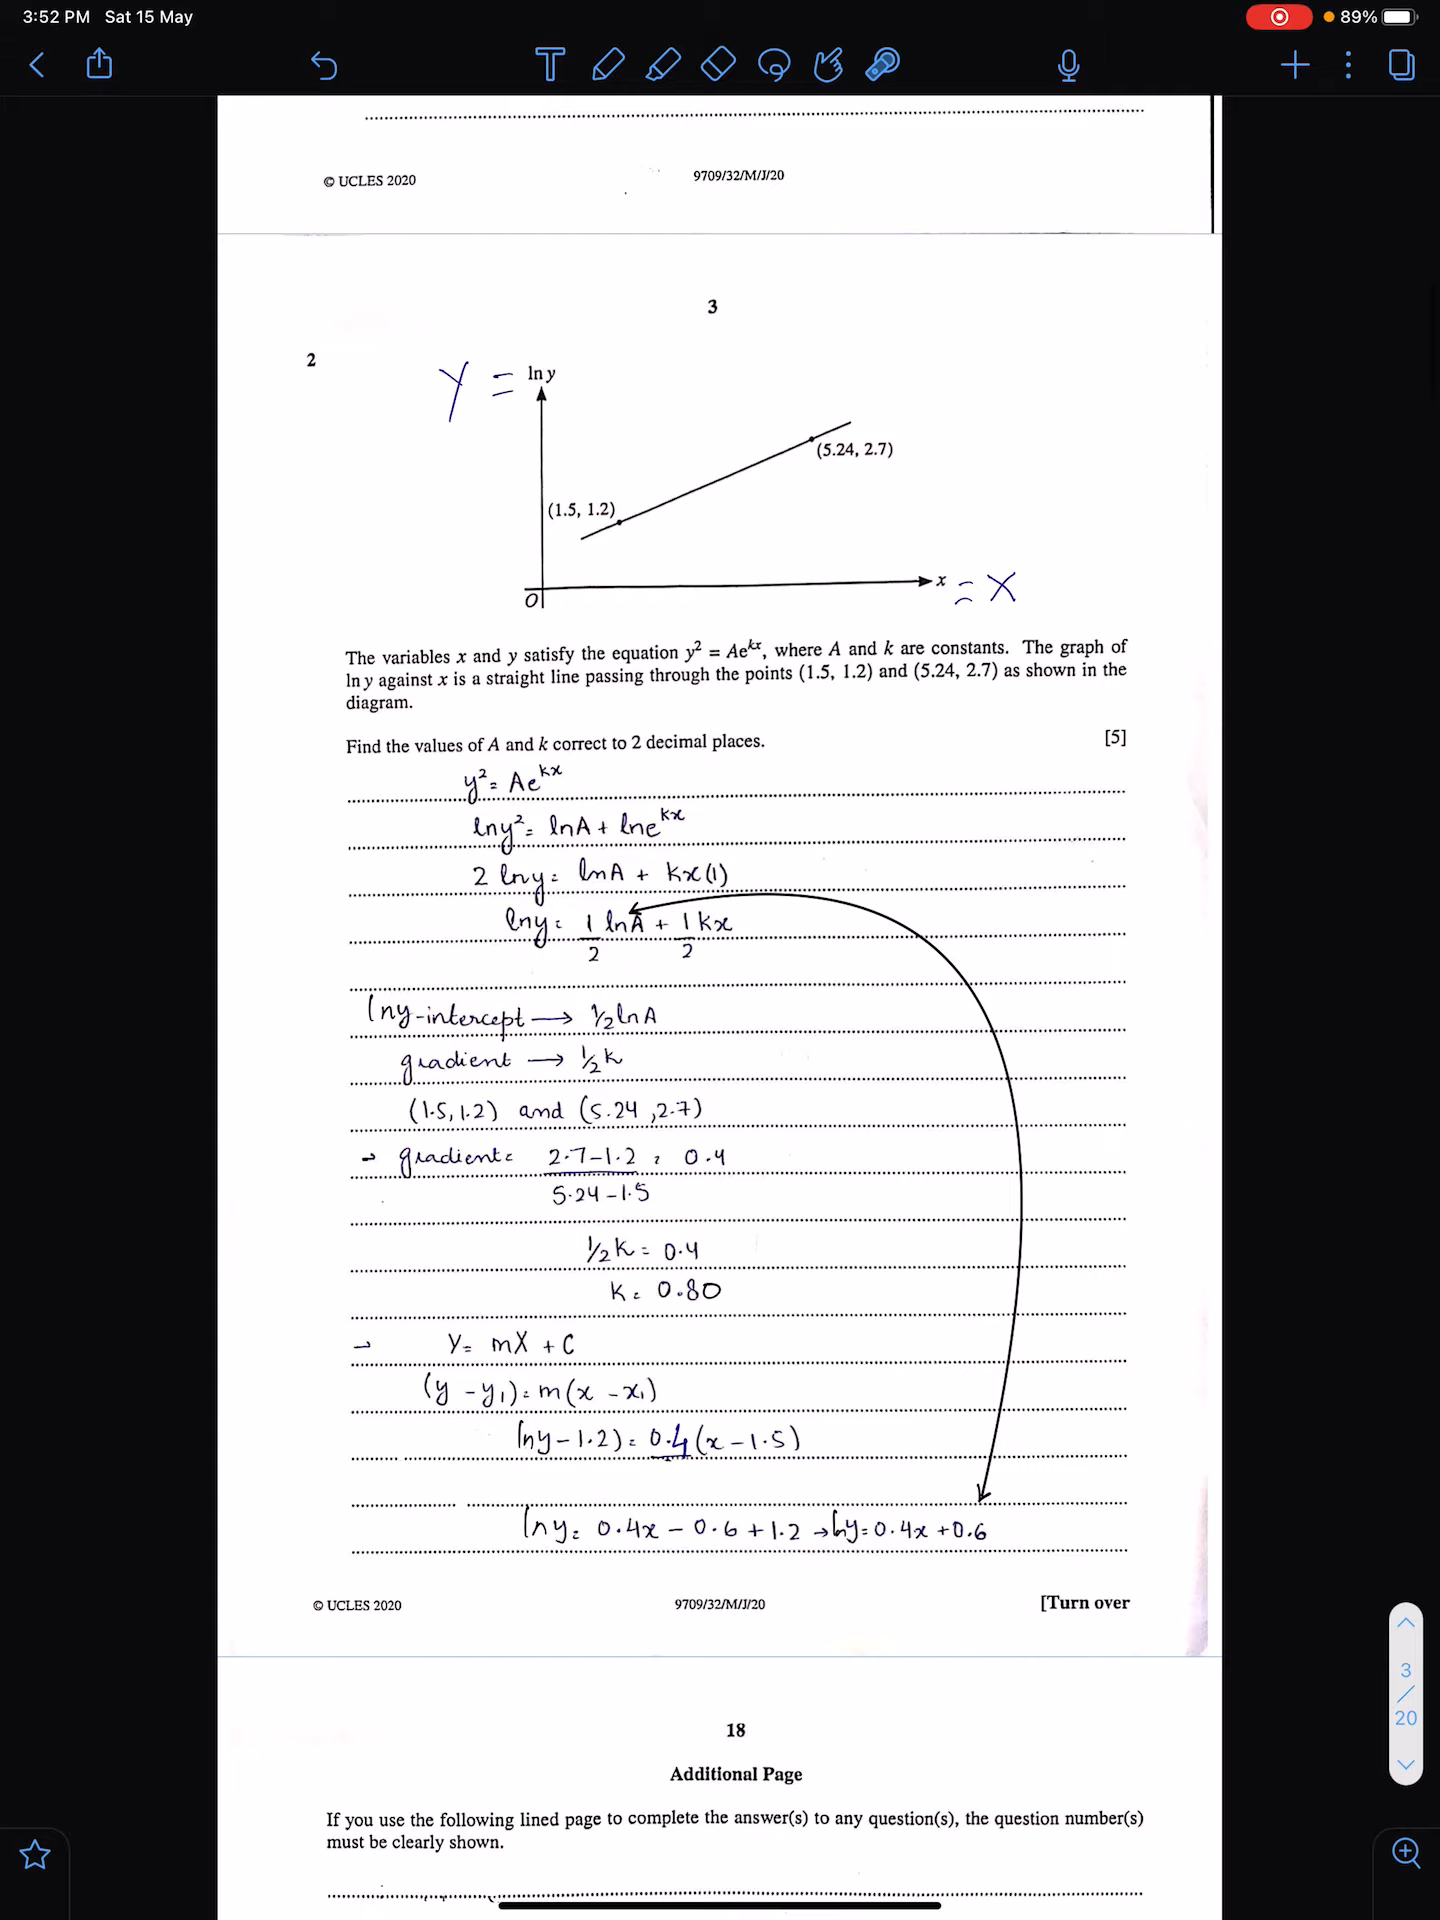 3:52 PM Sat 15 May
89%
© UCLES 2020
9709/32/M/J/20
3
2
Y = ln y
(5.24, 2.7)
(1.5, 1.2)
x = X
O
The variables x and y satisfy the equation y² = Ae^{kx}, where A and k are constants. The graph of
ln y against x is a straight line passing through the points (1.5, 1.2) and (5.24, 2.7) as shown in the
diagram.
Find the values of A and k correct to 2 decimal places. [5]
y² = Ae^{kx}
lny² = lnA + lne^{kx}
2 lny = lnA + kx(1)
lny = 1/2 lnA + 1/2 kx
lny-intercept → 1/2 lnA
gradient → 1/2 k
(1.5, 1.2) and (5.24, 2.7)
→ gradient = 2.7-1.2 / 5.24-1.5 = 0.4
1/2 k = 0.4
k = 0.80
→ Y = mX + C
(y - y₁) = m(x - x₁)
lny - 1.2) = 0.4(x - 1.5)
lny = 0.4x - 0.6 + 1.2 → lny = 0.4x + 0.6
© UCLES 2020
9709/32/M/J/20
[Turn over
3
/
20
18
Additional Page
If you use the following lined page to complete the answer(s) to any question(s), the question number(s)
must be clearly shown.